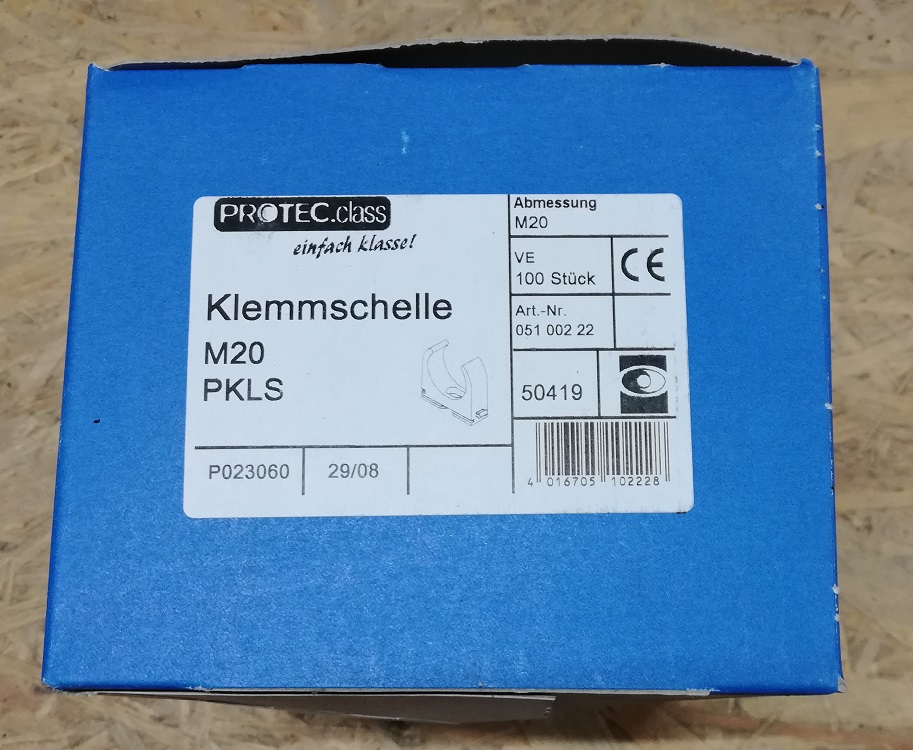 PROTEC.class
einfach klasse!
Klemmschelle
M20
PKLS
P023060
29/08
Abmessung
M20
VE
100 Stück
CE
Art.-Nr.
051 002 22
50419
4 016705 102228